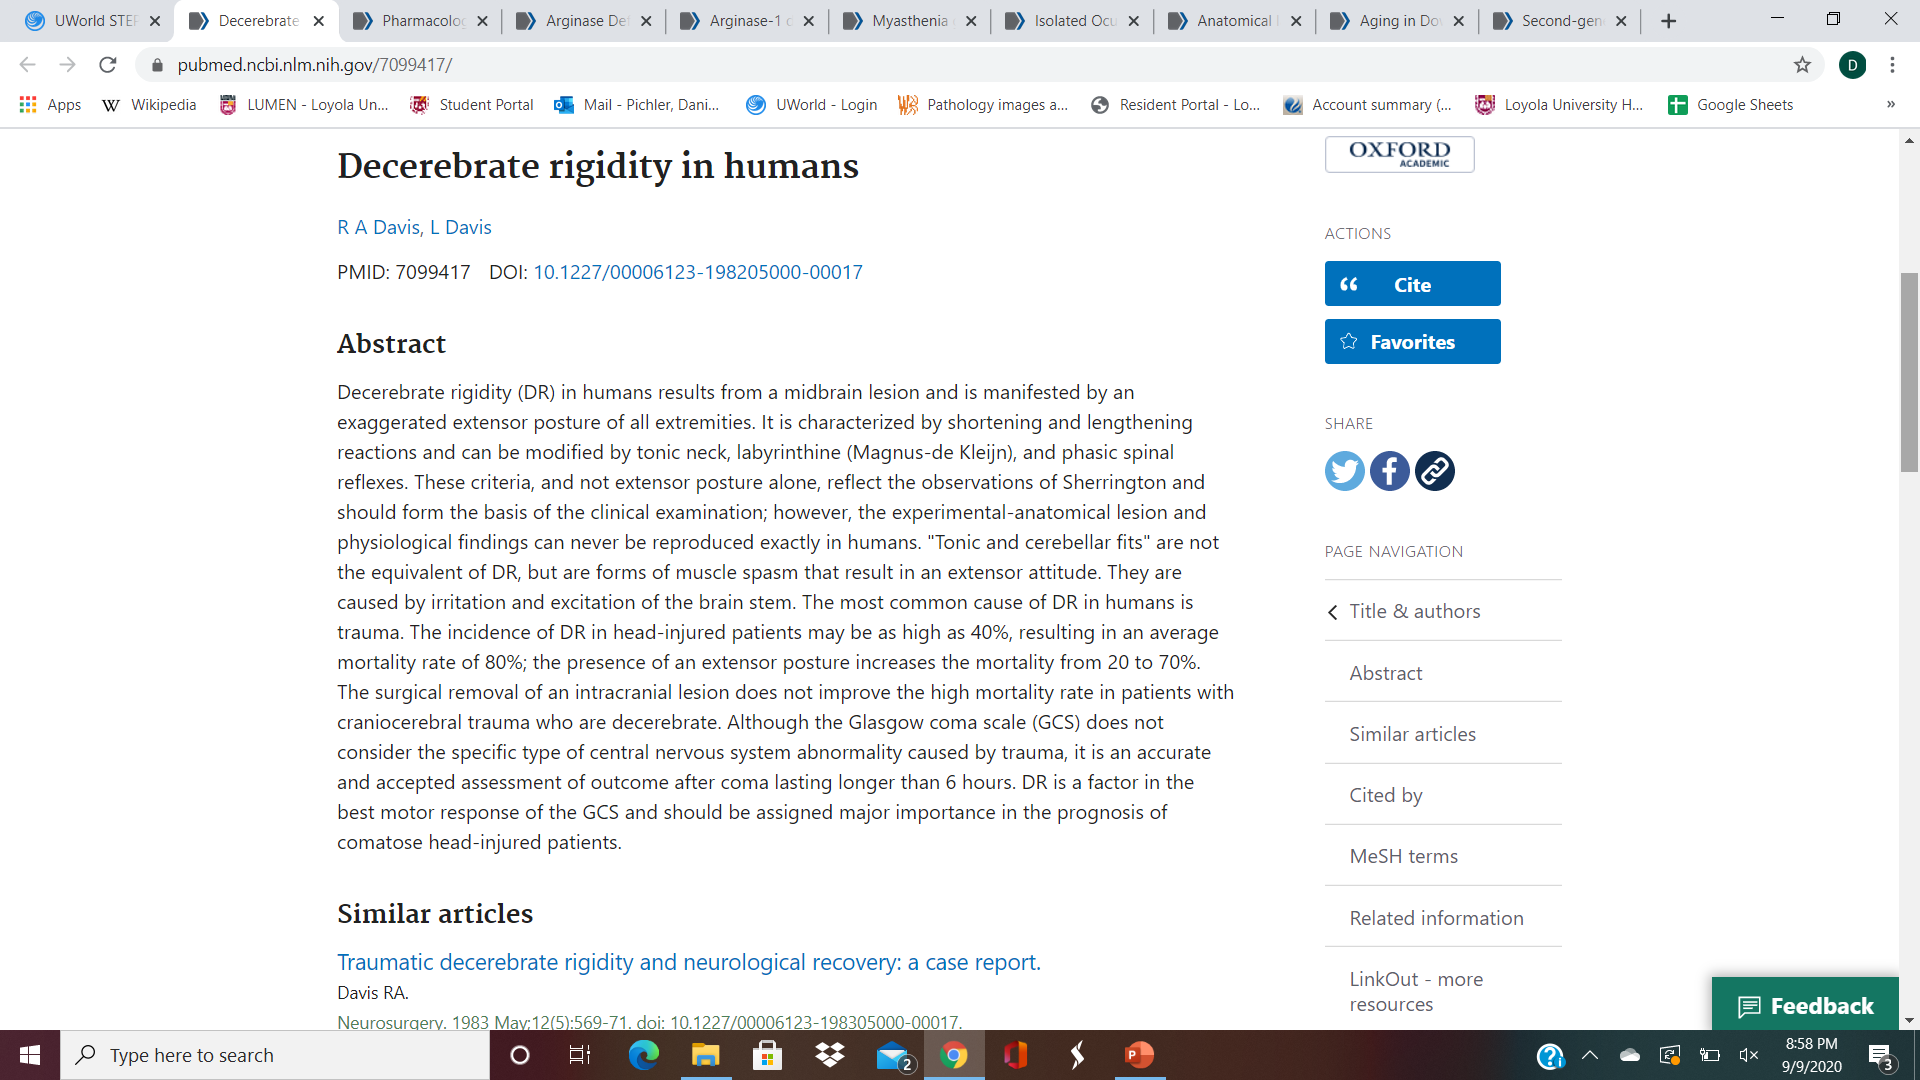 UWorld STEP
Decerebrate
Pharmacolog
Arginase De
Arginase-1 d
Myasthenia
Isolated Ocu
Anatomical
Aging in Dov
Second-gen
pubmed.ncbi.nlm.nih.gov/7099417/
D
Apps
Wikipedia
LUMEN - Loyola Un...
Student Portal
Mail - Pichler, Dani...
UWorld - Login
Pathology images a...
Resident Portal - Lo...
Account summary (...
Loyola University H...
Google Sheets
»
Decerebrate rigidity in humans
R A Davis, L Davis
PMID: 7099417 DOI: 10.1227/00006123-198205000-00017
Abstract
Decerebrate rigidity (DR) in humans results from a midbrain lesion and is manifested by an
exaggerated extensor posture of all extremities. It is characterized by shortening and lengthening
reactions and can be modified by tonic neck, labyrinthine (Magnus-de Kleijn), and phasic spinal
reflexes. These criteria, and not extensor posture alone, reflect the observations of Sherrington and
should form the basis of the clinical examination; however, the experimental-anatomical lesion and
physiological findings can never be reproduced exactly in humans. "Tonic and cerebellar fits" are not
the equivalent of DR, but are forms of muscle spasm that result in an extensor attitude. They are
caused by irritation and excitation of the brain stem. The most common cause of DR in humans is
trauma. The incidence of DR in head-injured patients may be as high as 40%, resulting in an average
mortality rate of 80%; the presence of an extensor posture increases the mortality from 20 to 70%.
The surgical removal of an intracranial lesion does not improve the high mortality rate in patients with
craniocerebral trauma who are decerebrate. Although the Glasgow coma scale (GCS) does not
consider the specific type of central nervous system abnormality caused by trauma, it is an accurate
and accepted assessment of outcome after coma lasting longer than 6 hours. DR is a factor in the
best motor response of the GCS and should be assigned major importance in the prognosis of
comatose head-injured patients.
Similar articles
Traumatic decerebrate rigidity and neurological recovery: a case report.
Davis RA.
Neurosurgery. 1983 May;12(5):569-71. doi: 10.1227/00006123-198305000-00017.
OXFORD
ACADEMIC
ACTIONS
Cite
Favorites
SHARE
PAGE NAVIGATION
Title & authors
Abstract
Similar articles
Cited by
MeSH terms
Related information
LinkOut - more
resources
Feedback
Type here to search
2
P
8:58 PM
9/9/2020
3